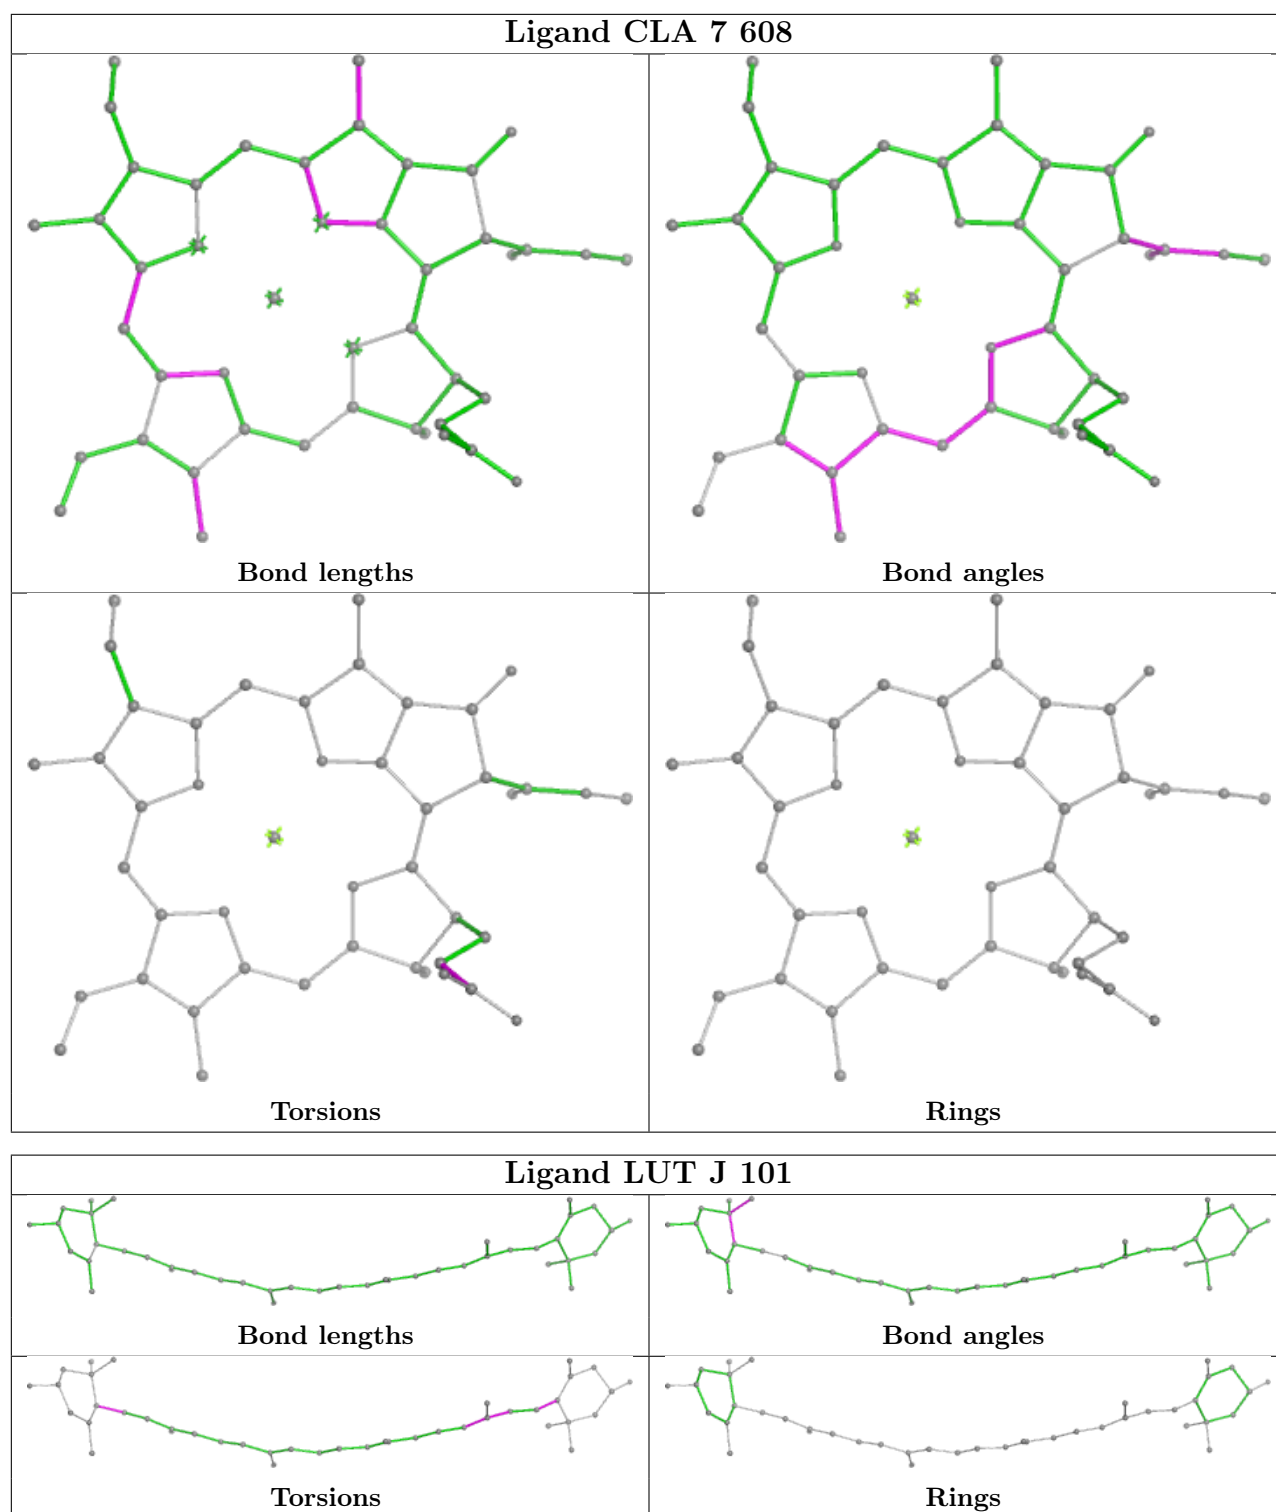 Ligand CLA 7 608
Bond lengths
Bond angles
Torsions
Rings
Ligand LUT J 101
Bond lengths
Bond angles
Torsions
Rings